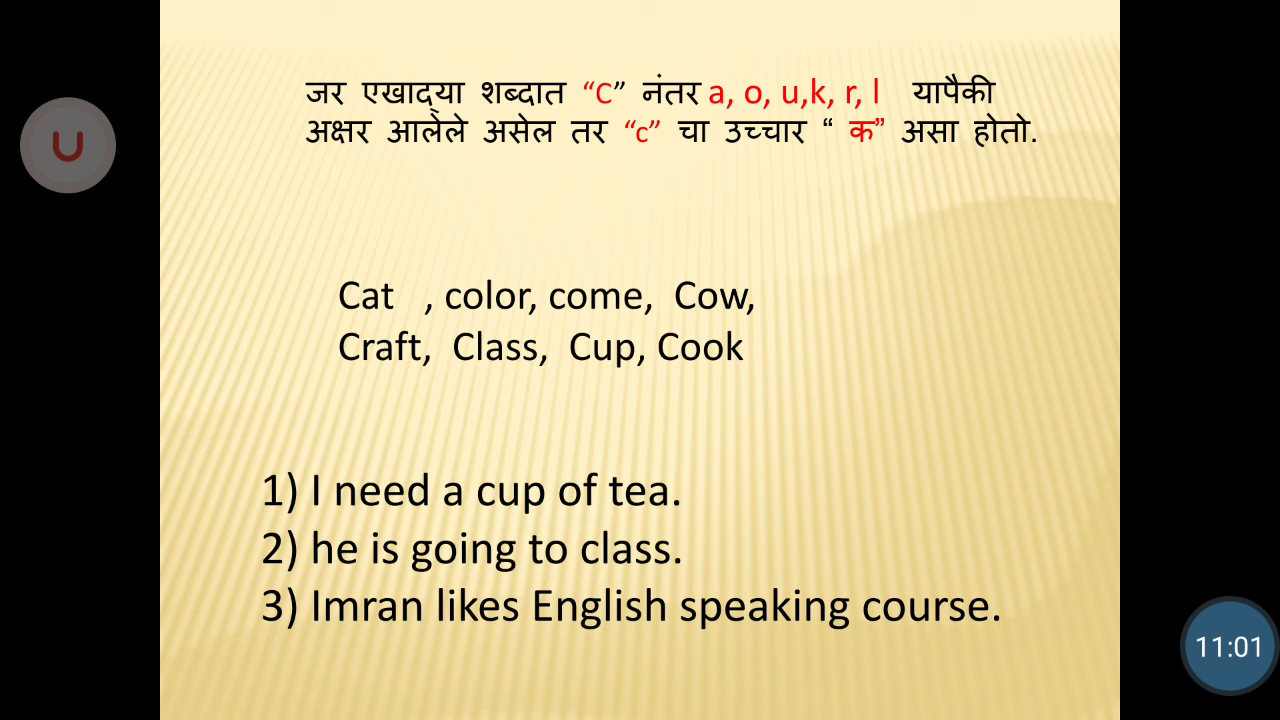 जर एखाद्या शब्दात “C” नंतर a, o, u,k, r, l यापैकी
अक्षर आलेले असेल तर “c” चा उच्चार “ क” असा होतो.
Cat , color, come, Cow,
Craft, Class, Cup, Cook
1) I need a cup of tea.
2) he is going to class.
3) Imran likes English speaking course.
11:01